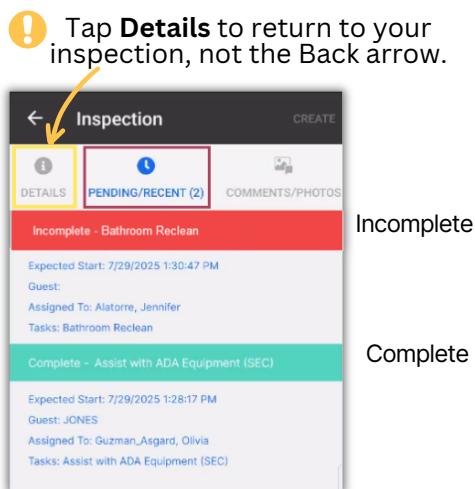 Tap Details to return to your
inspection, not the Back arrow.
Inspection
CREATE
DETAILS
PENDING/RECENT (2)
COMMENTS/PHOTOS
Incomplete - Bathroom Reclean
Incomplete
Expected Start: 7/29/2025 1:30:47 PM
Guest:
Assigned To: Alatorre, Jennifer
Tasks: Bathroom Reclean
Complete - Assist with ADA Equipment (SEC)
Complete
Expected Start: 7/29/2025 1:28:17 PM
Guest: JONES
Assigned To: Guzman_Asgard, Olivia
Tasks: Assist with ADA Equipment (SEC)